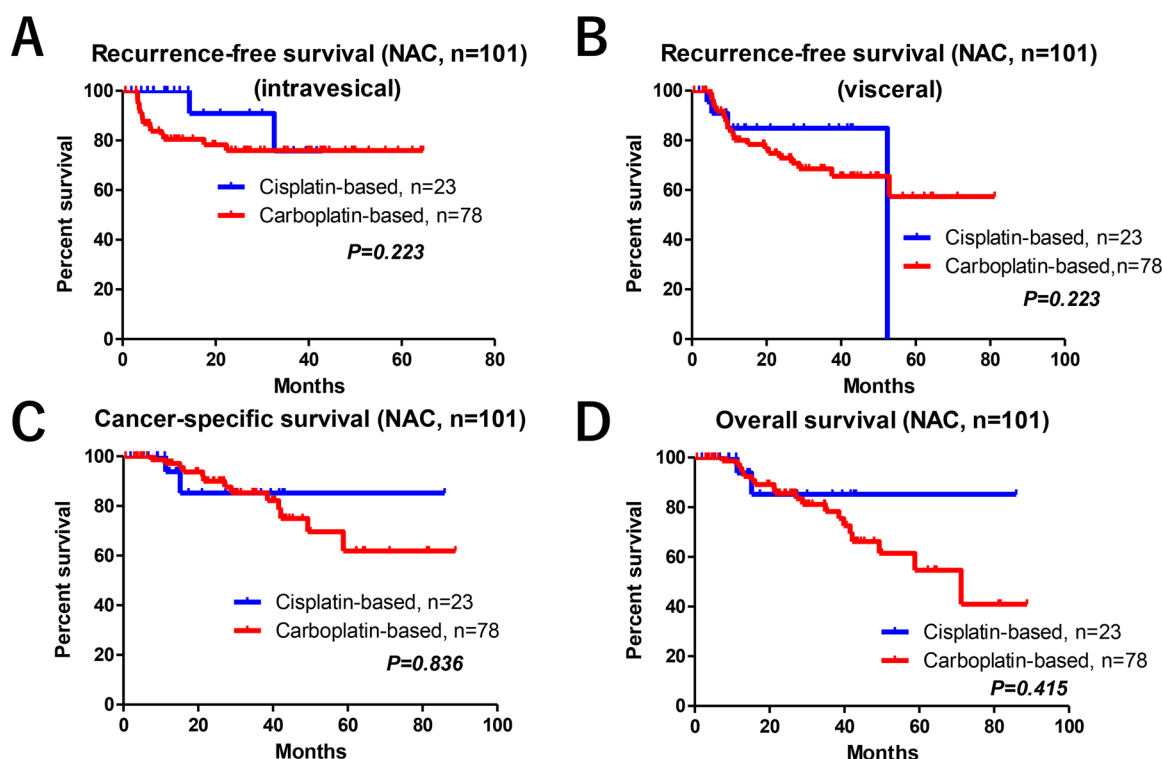 A
Recurrence-free survival (NAC, n=101)
(intravesical)
Percent survival
100
80
60
40
20
0
Cisplatin-based, n=23
Carboplatin-based, n=78
P=0.223
0 20 40 60 80
Months
B
Recurrence-free survival (NAC, n=101)
(visceral)
Percent survival
100
80
60
40
20
0
Cisplatin-based, n=23
Carboplatin-based,n=78
P=0.223
0 20 40 60 80 100
Months
C
Cancer-specific survival (NAC, n=101)
Percent survival
100
80
60
40
20
0
Cisplatin-based, n=23
Carboplatin-based, n=78
P=0.836
0 20 40 60 80 100
Months
D
Overall survival (NAC, n=101)
Percent survival
100
80
60
40
20
0
Cisplatin-based, n=23
Carboplatin-based, n=78
P=0.415
0 20 40 60 80 100
Months